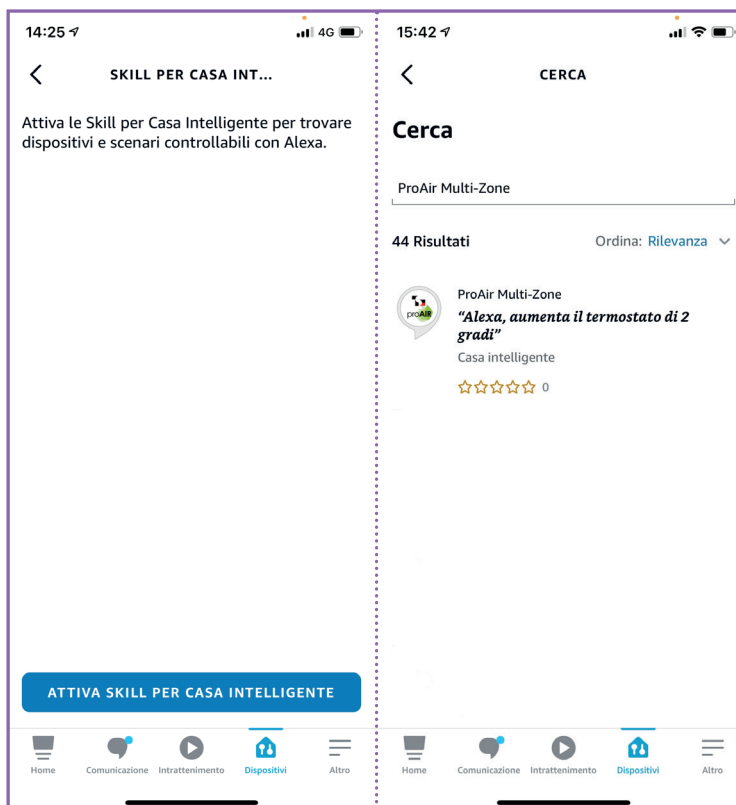 14:25
4G
SKILL PER CASA INT...
Attiva le Skill per Casa Intelligente per trovare
dispositivi e scenari controllabili con Alexa.
ATTIVA SKILL PER CASA INTELLIGENTE
Home
Comunicazione
Intrattenimento
Dispositivi
Altro
15:42
CERCA
Cerca
ProAir Multi-Zone
44 Risultati
Ordina: Rilevanza
proAIR
ProAir Multi-Zone
“Alexa, aumenta il termostato di 2
gradi”
Casa intelligente
0
Home
Comunicazione
Intrattenimento
Dispositivi
Altro